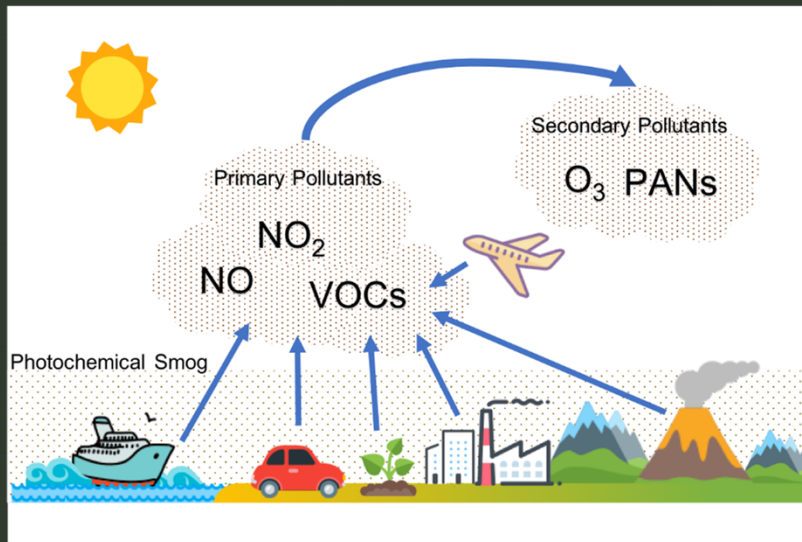 Secondary Pollutants
O₃ PANs
Primary Pollutants
NO₂
NO
VOCs
Photochemical Smog